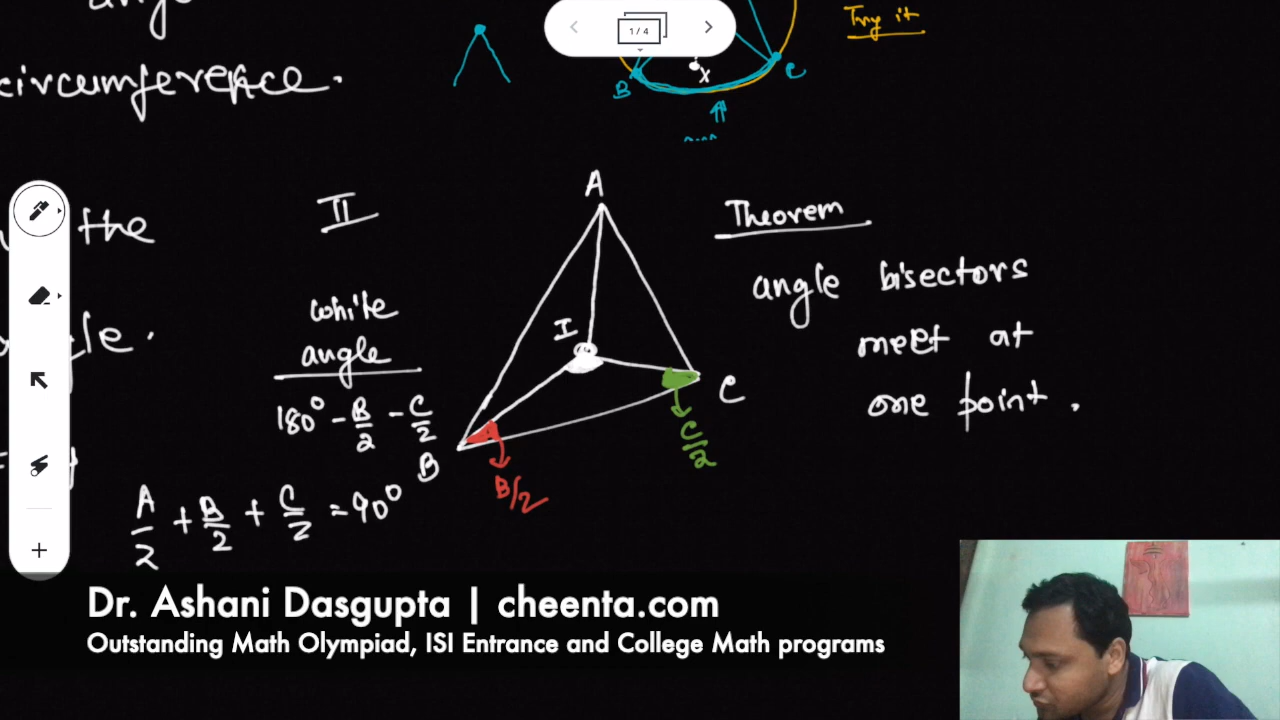 circumference.
Try it
1/4
B
X
C
the
II
A
Theorem
angle bisectors
meet at
one point.
white
angle
180° - B/2 - C/2
I
C
C/2
B
B/2
A/2 + B/2 + C/2 = 90°
Dr. Ashani Dasgupta | cheenta.com
Outstanding Math Olympiad, ISI Entrance and College Math programs